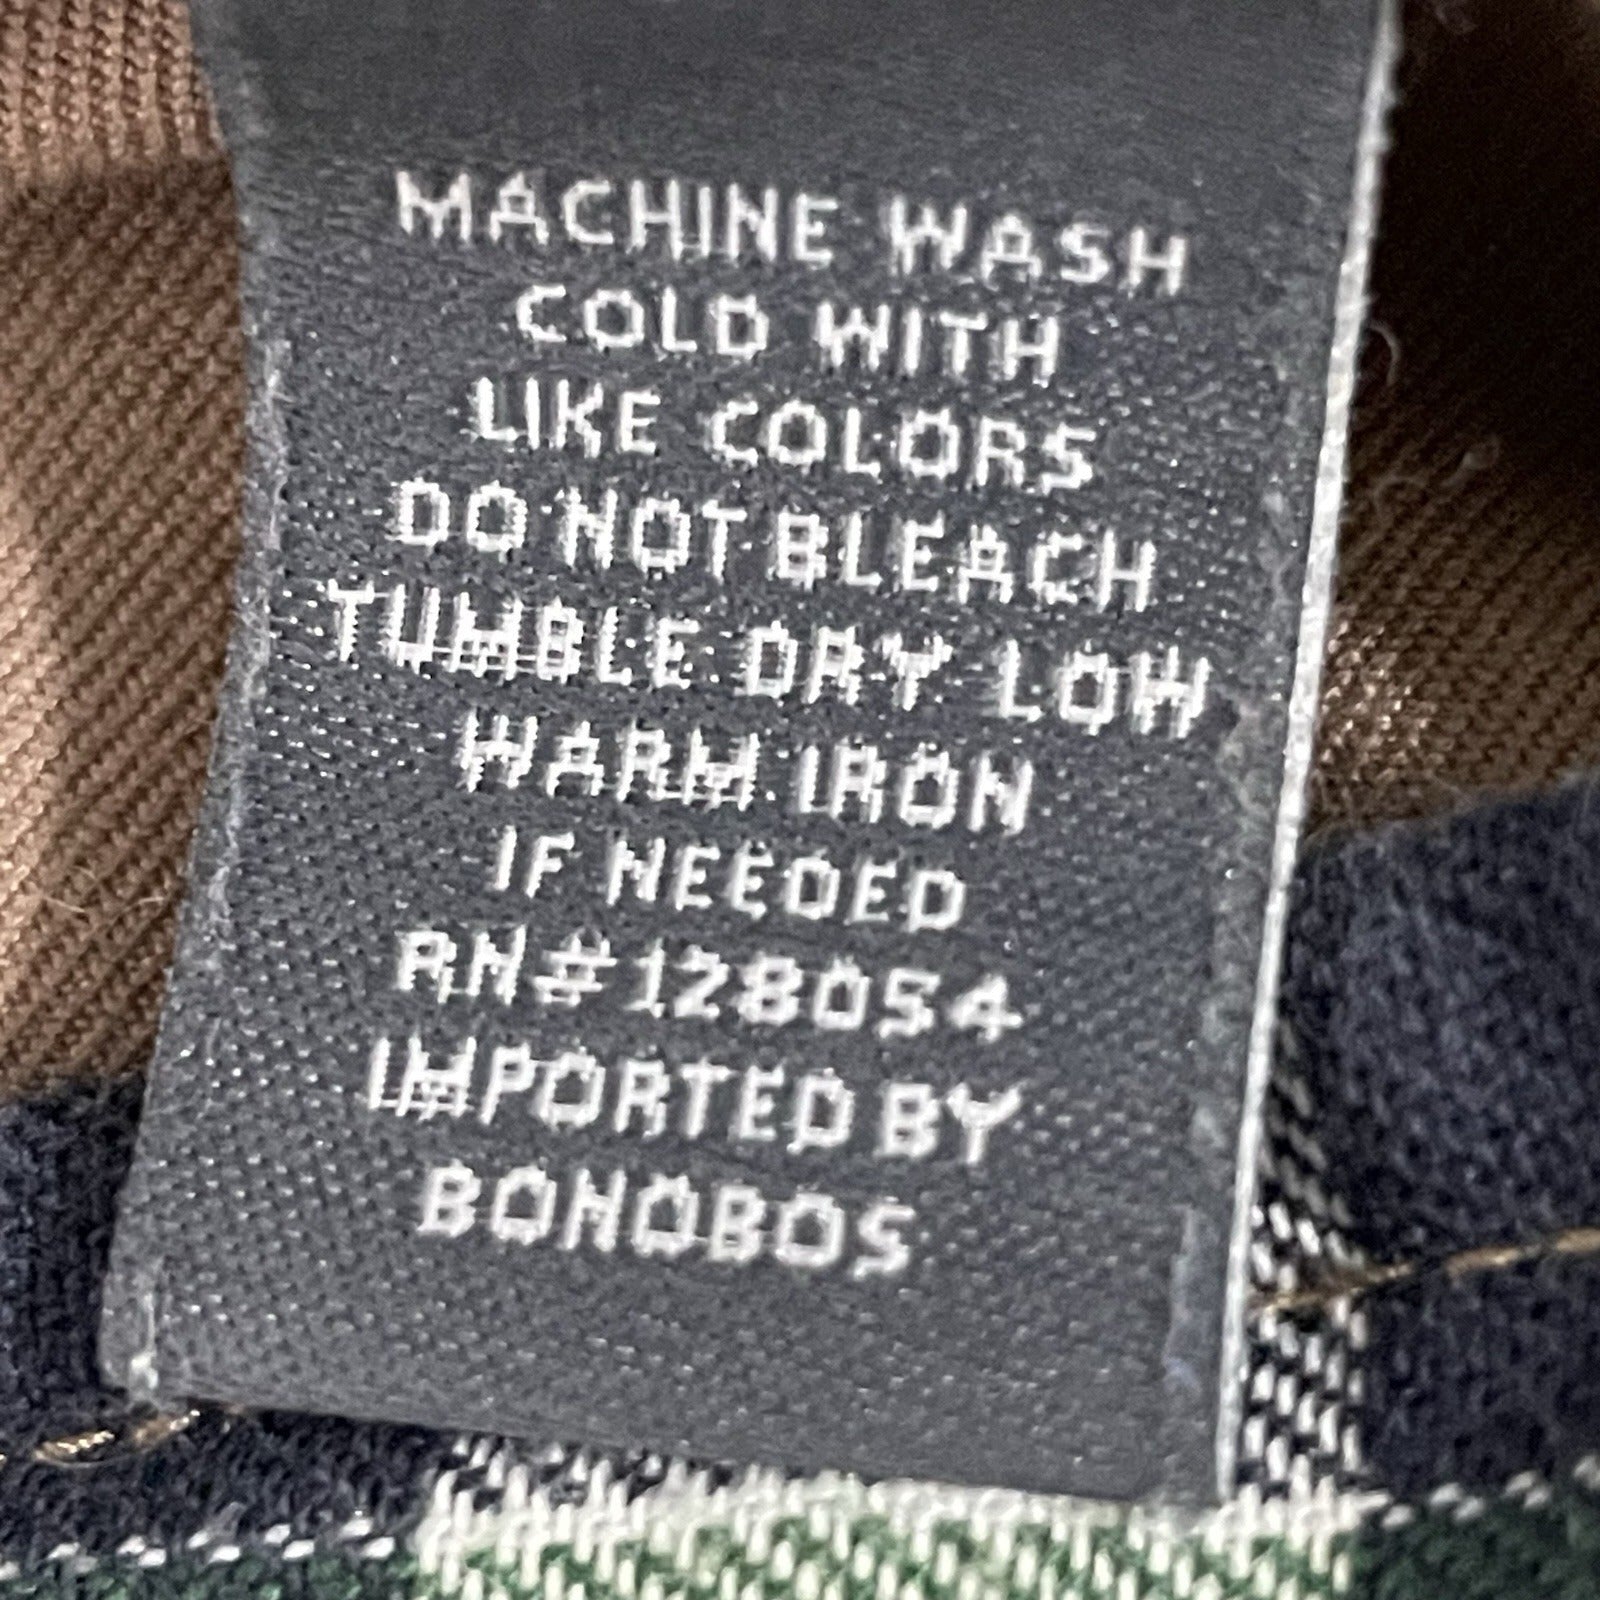 MACHINE WASH
COLD WITH
LIKE COLORS
DO NOT BLEACH
TUMBLE DRY LOW
WARM IRON
IF NEEDED
RN#128054
IMPORTED BY
BONOBOS